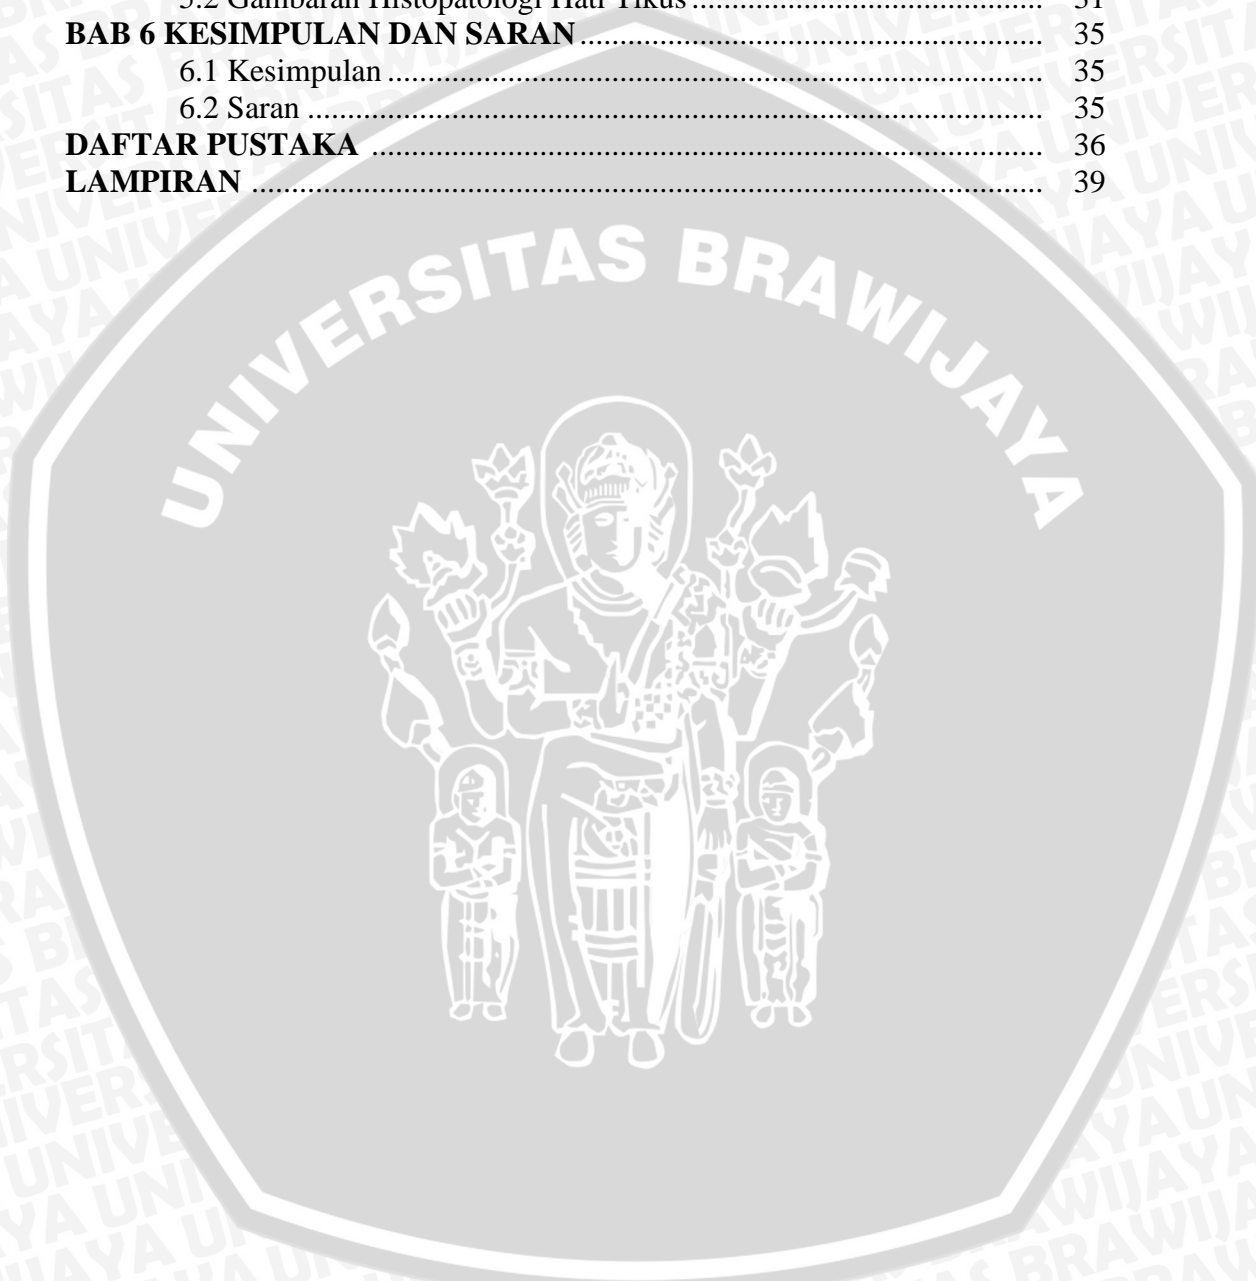 5.2 Gambaran Histopatologi Hati Tikus ............................................ 31
BAB 6 KESIMPULAN DAN SARAN .......................................................... 35
6.1 Kesimpulan .................................................................................. 35
6.2 Saran ............................................................................................ 35
DAFTAR PUSTAKA .................................................................................... 36
LAMPIRAN ................................................................................................... 39
UNIVERSITAS BRAWIJAYA